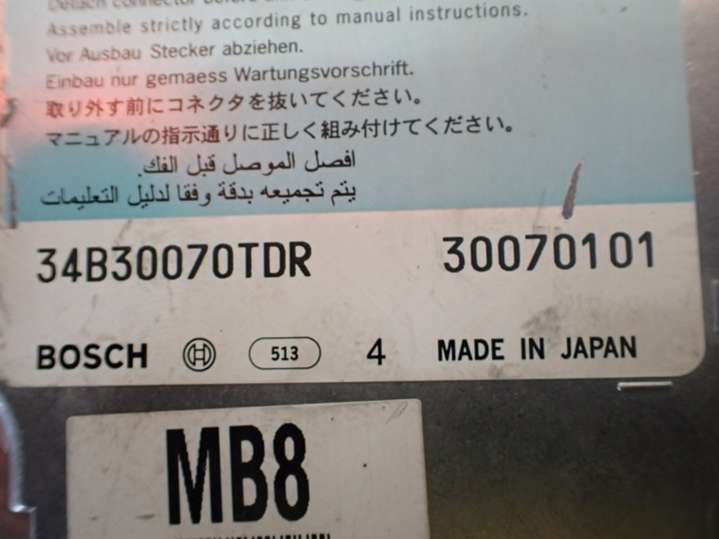 Detach connector before
Assemble strictly according to manual instructions.
Vor Ausbau Stecker abziehen.
Einbau nur gemaess Wartungsvorschrift.
取り外す前にコネクタを抜いてください。
マニュアルの指示通りに正しく組み付けてください。
افصل الموصل قبل الفك.
يتم تجميعه بدقة وفقا لدليل التعليمات
34B30070TDR 30070101
BOSCH 513 4 MADE IN JAPAN
MB8